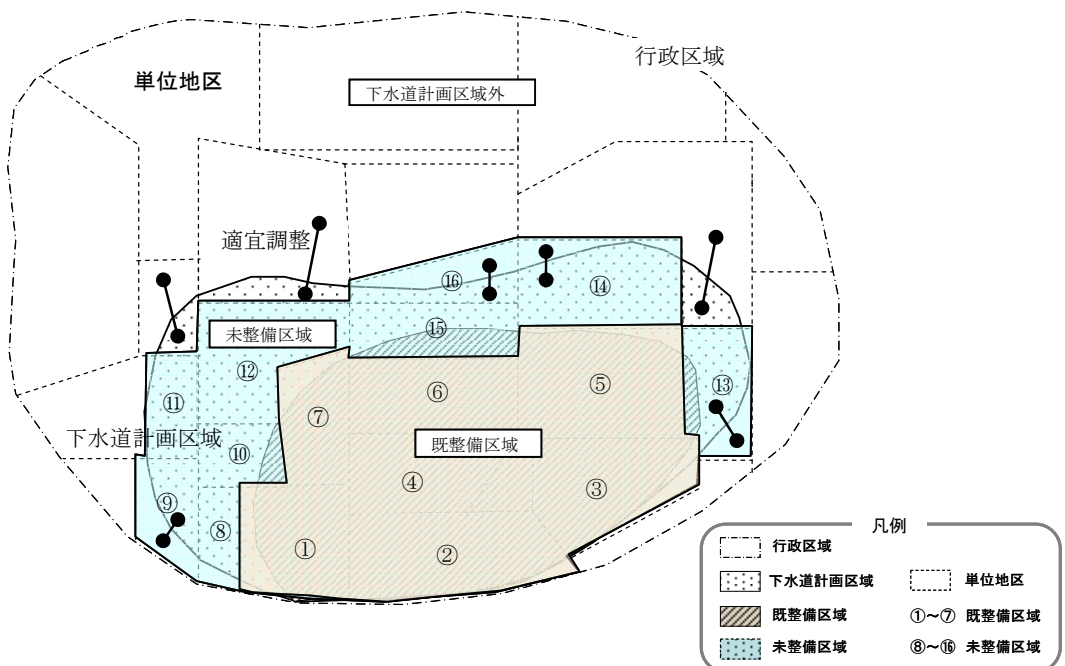 行政区域
単位地区
下水道計画区域外
適宜調整
⑯
⑭
未整備区域
⑮
⑫
⑬
⑥
⑤
⑪
⑦
下水道計画区域
既整備区域
⑩
④
③
⑨
⑧
①
②
凡例
行政区域
下水道計画区域
単位地区
既整備区域
①~⑦ 既整備区域
未整備区域
⑧~⑯ 未整備区域